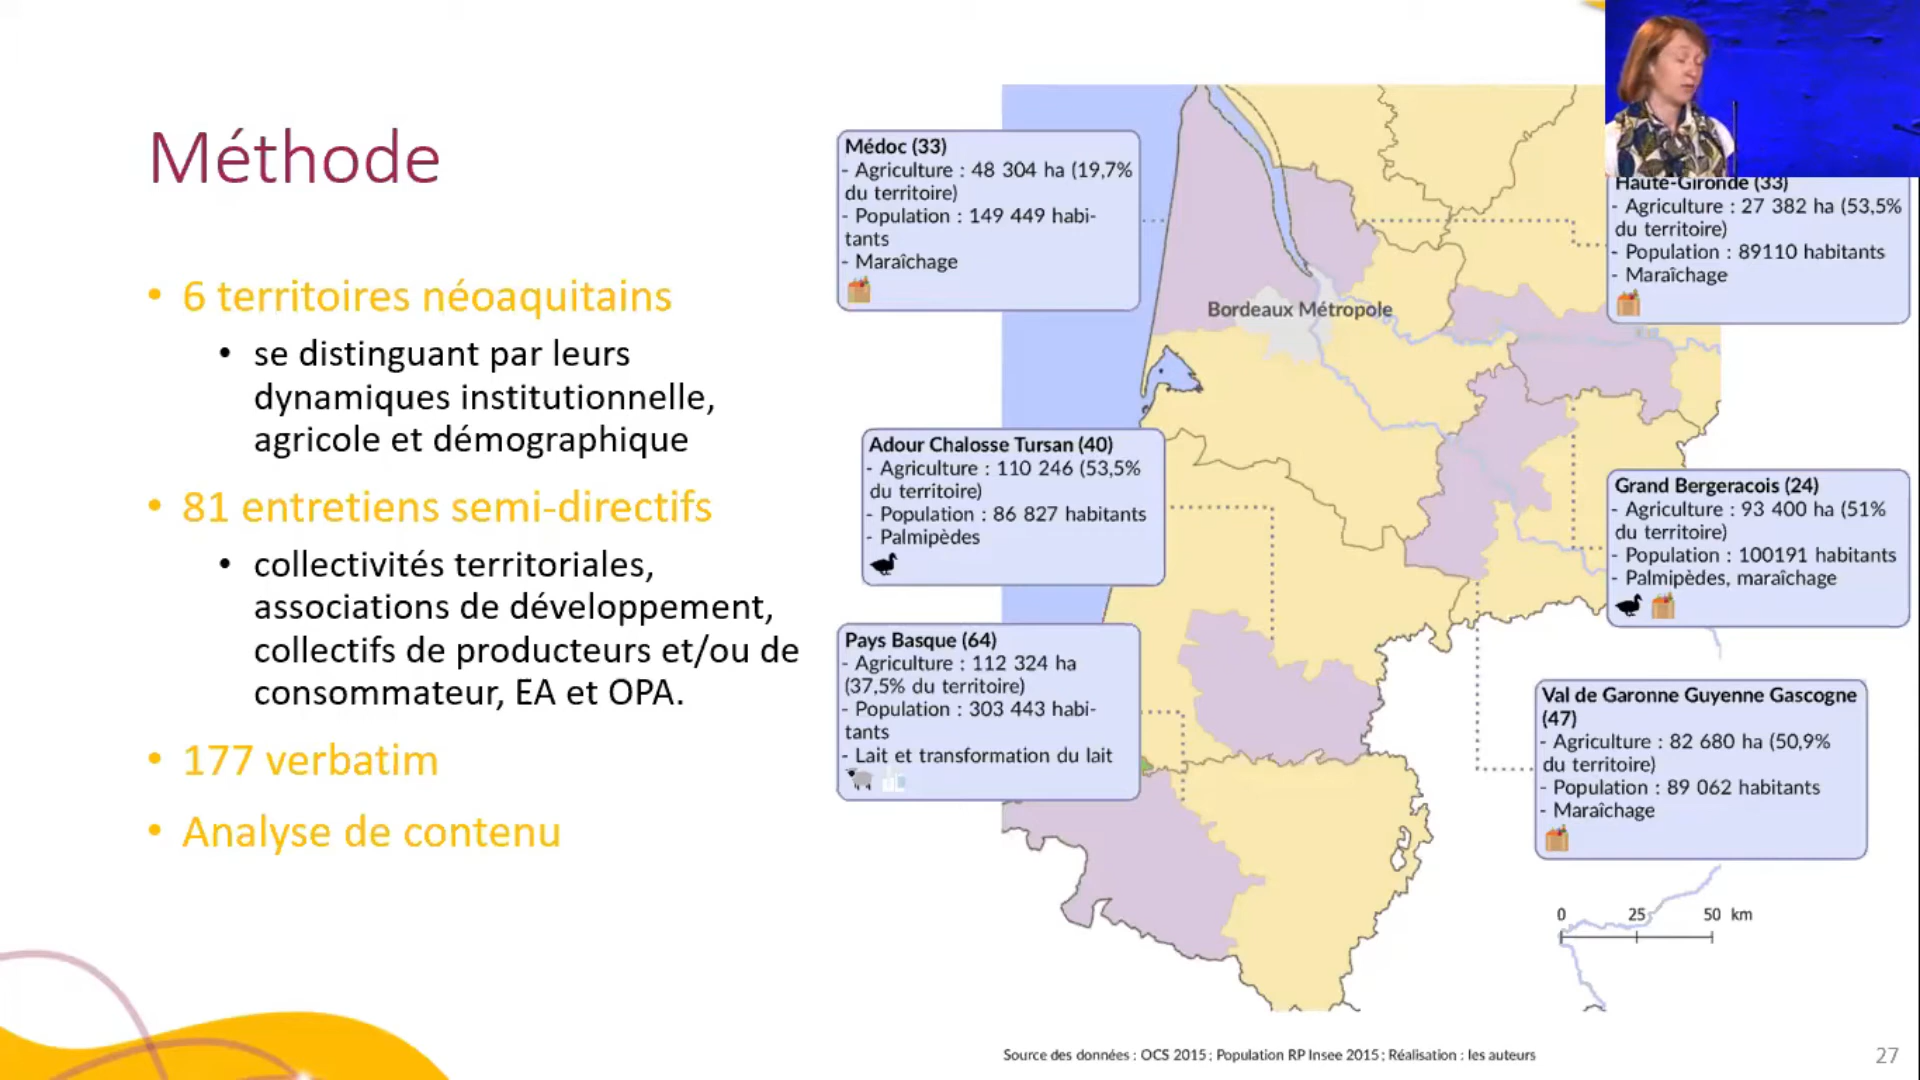 Méthode
• 6 territoires néoaquitains
• se distinguant par leurs
dynamiques institutionnelle,
agricole et démographique
• 81 entretiens semi-directifs
• collectivités territoriales,
associations de développement,
collectifs de producteurs et/ou de
consommateur, EA et OPA.
• 177 verbatim
• Analyse de contenu
Médoc (33)
- Agriculture : 48 304 ha (19,7%
du territoire)
- Population : 149 449 habi-
tants
- Maraîchage
Haute-Gironde (33)
- Agriculture : 27 382 ha (53,5%
du territoire)
- Population : 89110 habitants
- Maraîchage
Bordeaux Métropole
Adour Chalosse Tursan (40)
- Agriculture : 110 246 (53,5%
du territoire)
- Population : 86 827 habitants
- Palmipèdes
Grand Bergeracois (24)
- Agriculture : 93 400 ha (51%
du territoire)
- Population : 100191 habitants
- Palmipèdes, maraîchage
Pays Basque (64)
- Agriculture : 112 324 ha
(37,5% du territoire)
- Population : 303 443 habi-
tants
- Lait et transformation du lait
Val de Garonne Guyenne Gascogne
(47)
- Agriculture : 82 680 ha (50,9%
du territoire)
- Population : 89 062 habitants
- Maraîchage
0 25 50 km
Source des données : OCS 2015 ; Population RP Insee 2015 ; Réalisation : les auteurs
27